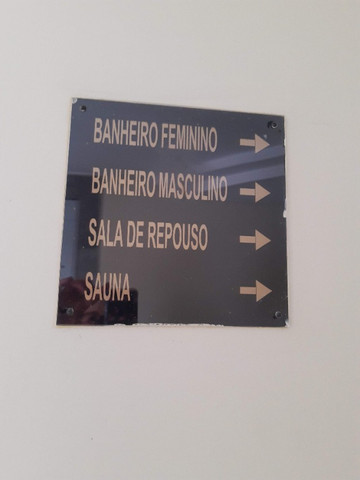 BANHEIRO FEMININO →
BANHEIRO MASCULINO →
SALA DE REPOUSO →
SAUNA →